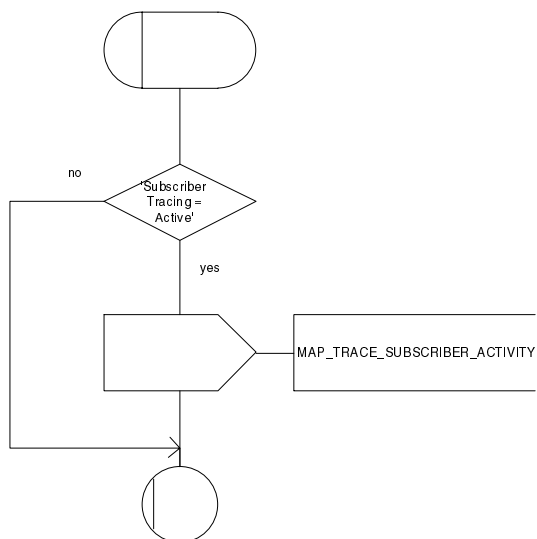 no
'Subscriber
Tracing =
Active'
yes
MAP_TRACE_SUBSCRIBER_ACTIVITY